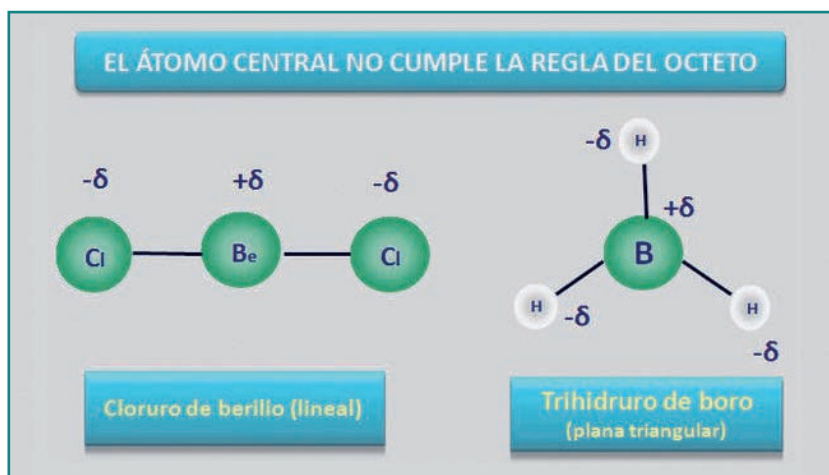 EL ÁTOMO CENTRAL NO CUMPLE LA REGLA DEL OCTETO
-δ +δ -δ
Cl Be Cl
Cloruro de berilio (lineal)
-δ H
+δ
B
H -δ
H
-δ
Trihidruro de boro
(plana triangular)